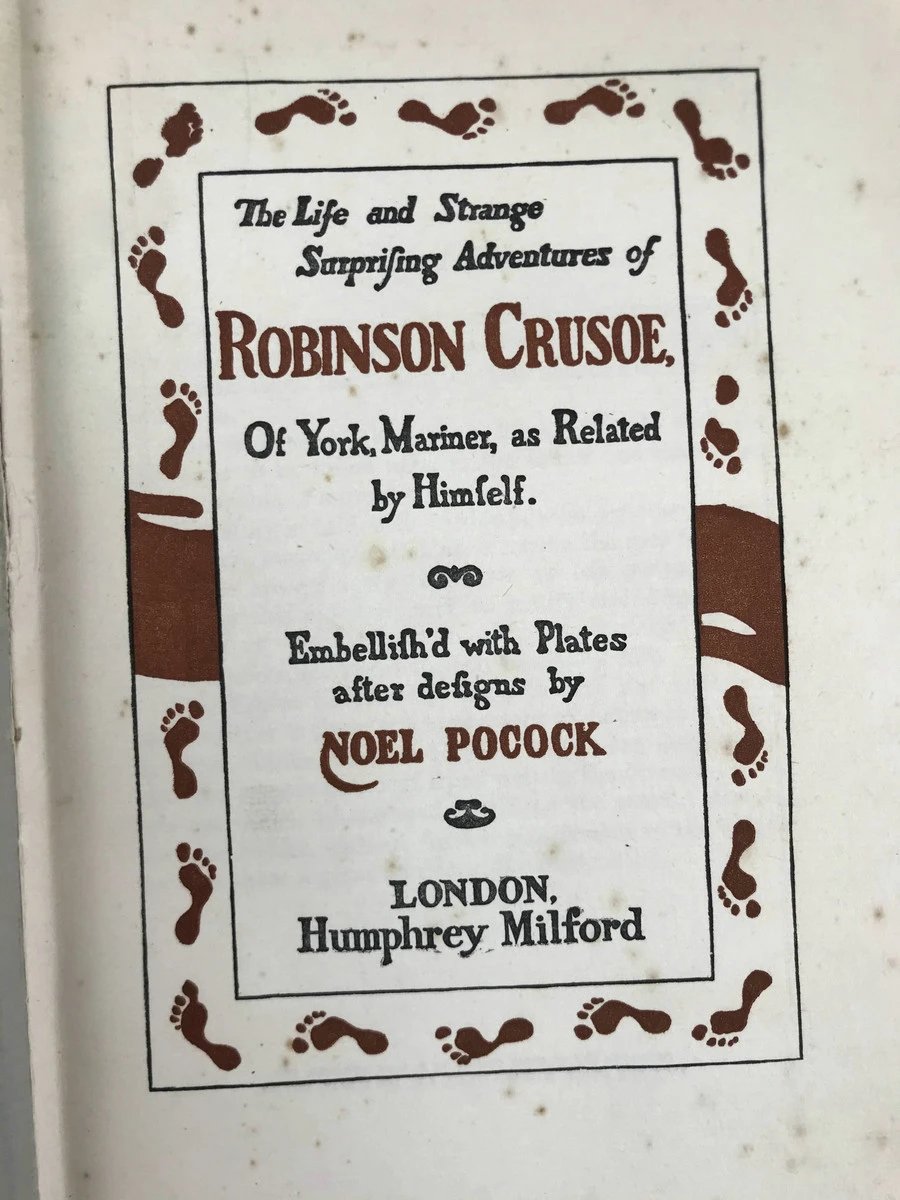 The Life and Strange
Surpriſing Adventures of
ROBINSON CRUSOE,
Of York, Mariner, as Related
by Himſelf.
Embelliſh'd with Plates
after deſigns by
NOEL POCOCK
LONDON,
Humphrey Milford